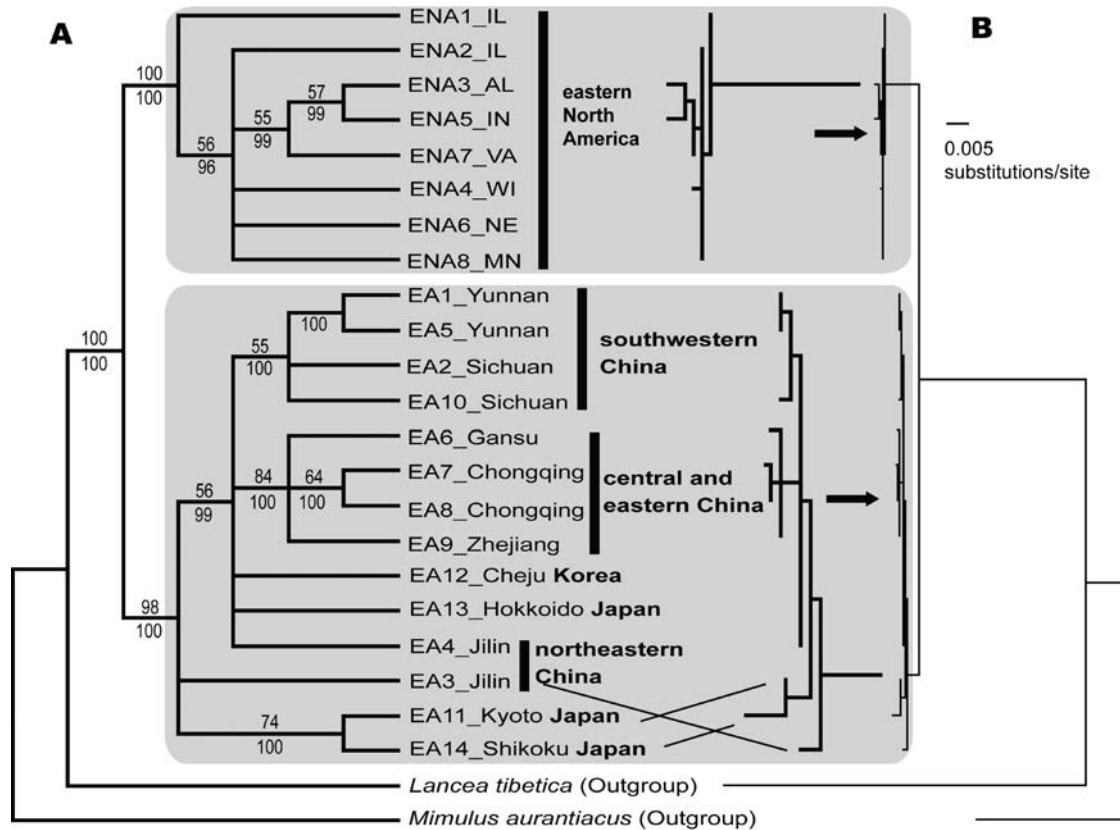 A
B
ENA1_IL
ENA2_IL
ENA3_AL
ENA5_IN
ENA7_VA
ENA4_WI
ENA6_NE
ENA8_MN
eastern
North
America
100
100
56
96
55
99
57
99
0.005
substitutions/site
EA1_Yunnan
EA5_Yunnan
EA2_Sichuan
EA10_Sichuan
southwestern
China
100
55
100
EA6_Gansu
EA7_Chongqing
EA8_Chongqing
EA9_Zhejiang
central and
eastern China
84
100
64
100
56
99
EA12_Cheju Korea
EA13_Hokkoido Japan
EA4_Jilin
EA3_Jilin
northeastern
China
EA11_Kyoto Japan
EA14_Shikoku Japan
74
100
98
100
100
100
Lancea tibetica (Outgroup)
Mimulus aurantiacus (Outgroup)